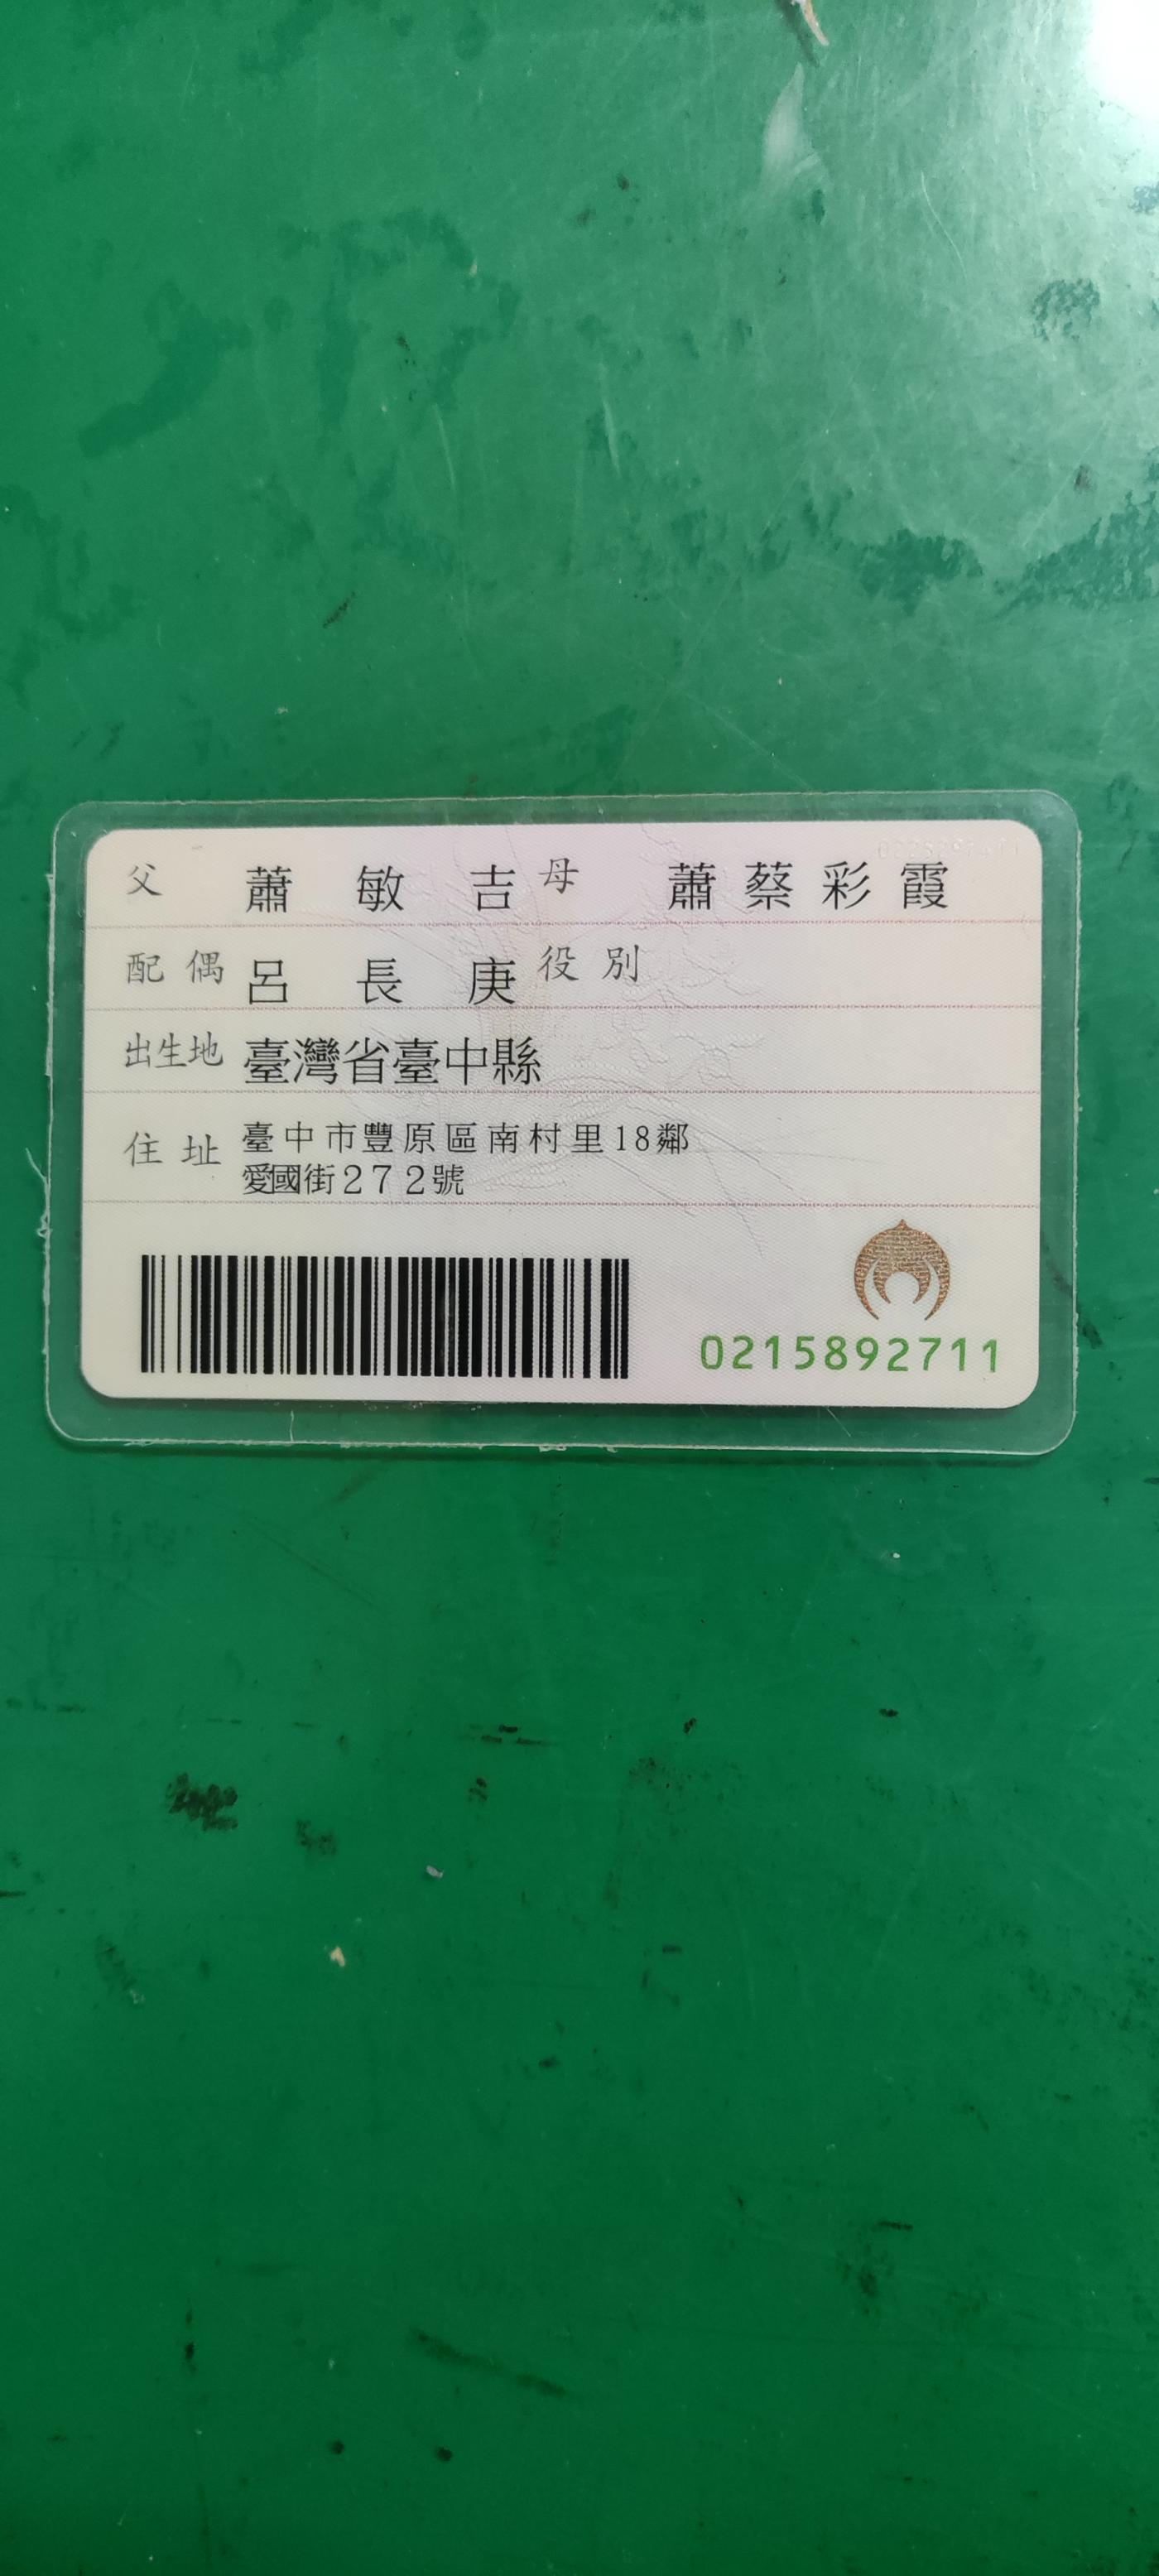 父 蕭敏吉 母 蕭蔡彩霞
配偶 呂長庚 役別
出生地 臺灣省臺中縣
住址 臺中市豐原區南村里18鄰
愛國街272號
0215892711